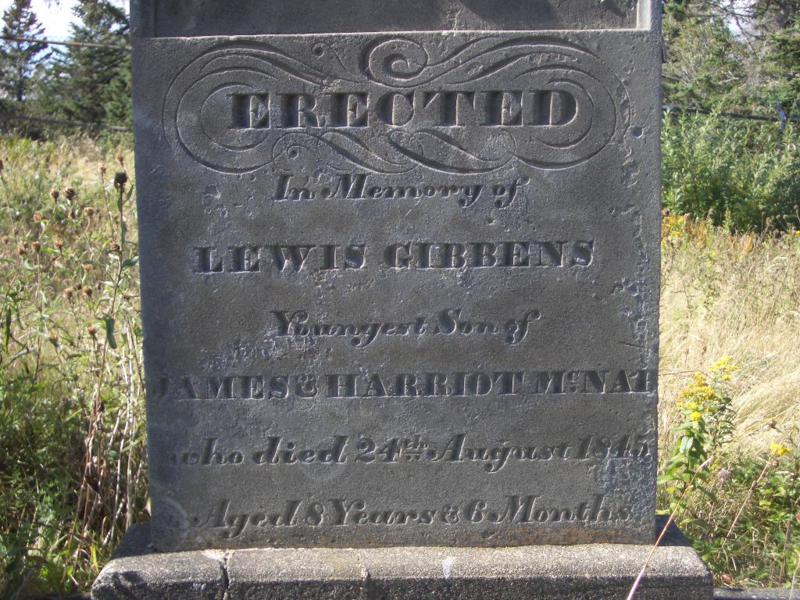 ERECTED
In Memory of
LEWIS GIBBENS
Youngest Son of
JAMES & HARRIOT McNAB
who died 24th August 1845
Aged 8 Years & 6 Months